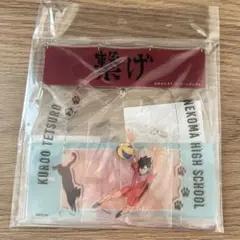 繋げ
KUROO TETSURO
NEKOMA HIGH SCHOOL